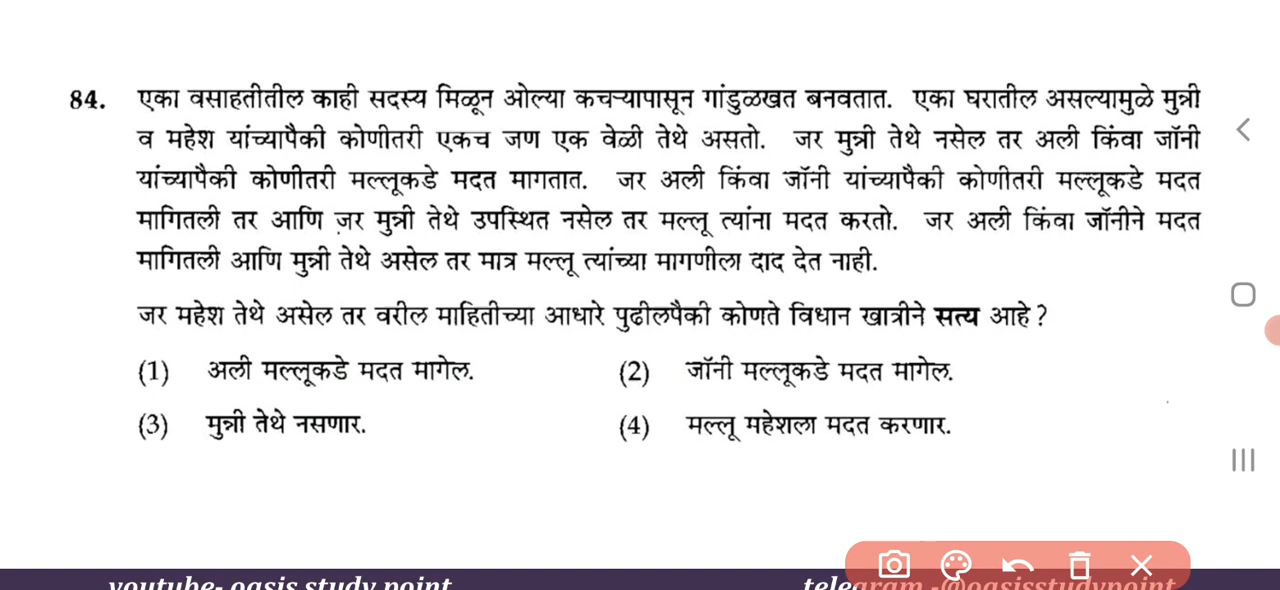 84. एका वसाहतीतील काही सदस्य मिळून ओल्या कचऱ्यापासून गांडुळखत बनवतात. एका घरातील असल्यामुळे मुन्नी
व महेश यांच्यापैकी कोणीतरी एकच जण एक वेळी तेथे असतो. जर मुन्नी तेथे नसेल तर अली किंवा जॉनी
यांच्यापैकी कोणीतरी मल्लूकडे मदत मागतात. जर अली किंवा जॉनी यांच्यापैकी कोणीतरी मल्लूकडे मदत
मागितली तर आणि जर मुन्नी तेथे उपस्थित नसेल तर मल्लू त्यांना मदत करतो. जर अली किंवा जॉनीने मदत
मागितली आणि मुन्नी तेथे असेल तर मात्र मल्लू त्यांच्या मागणीला दाद देत नाही.
जर महेश तेथे असेल तर वरील माहितीच्या आधारे पुढीलपैकी कोणते विधान खात्रीने सत्य आहे ?
(1) अली मल्लूकडे मदत मागेल. (2) जॉनी मल्लूकडे मदत मागेल.
(3) मुन्नी तेथे नसणार. (4) मल्लू महेशला मदत करणार.
youtube- oasis study point telegram -@oasisstudypoint